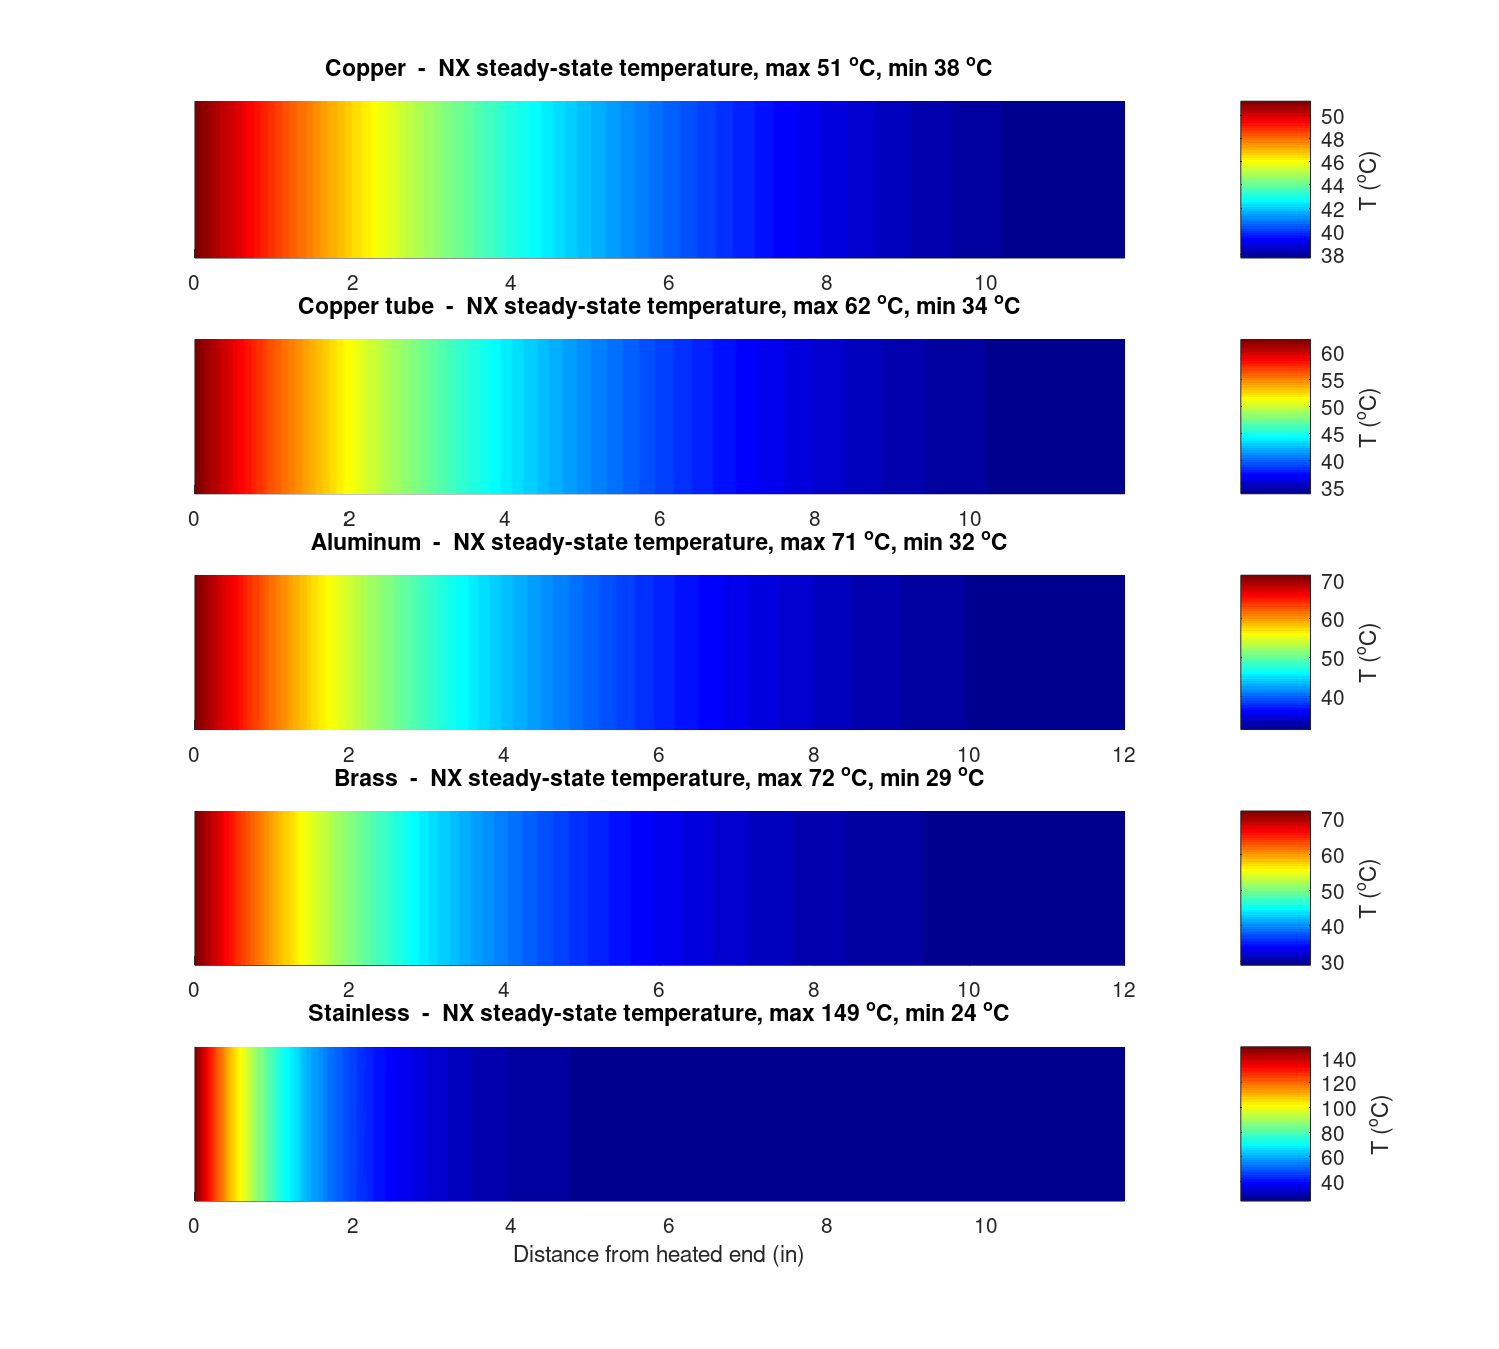 Copper - NX steady-state temperature, max 51 °C, min 38 °C
50
48
46
44
42
40
38
T (°C)
0 2 4 6 8 10
Copper tube - NX steady-state temperature, max 62 °C, min 34 °C
60
55
50
45
40
35
T (°C)
0 2 4 6 8 10
Aluminum - NX steady-state temperature, max 71 °C, min 32 °C
70
60
50
40
T (°C)
0 2 4 6 8 10 12
Brass - NX steady-state temperature, max 72 °C, min 29 °C
70
60
50
40
30
T (°C)
0 2 4 6 8 10 12
Stainless - NX steady-state temperature, max 149 °C, min 24 °C
140
120
100
80
60
40
T (°C)
0 2 4 6 8 10
Distance from heated end (in)